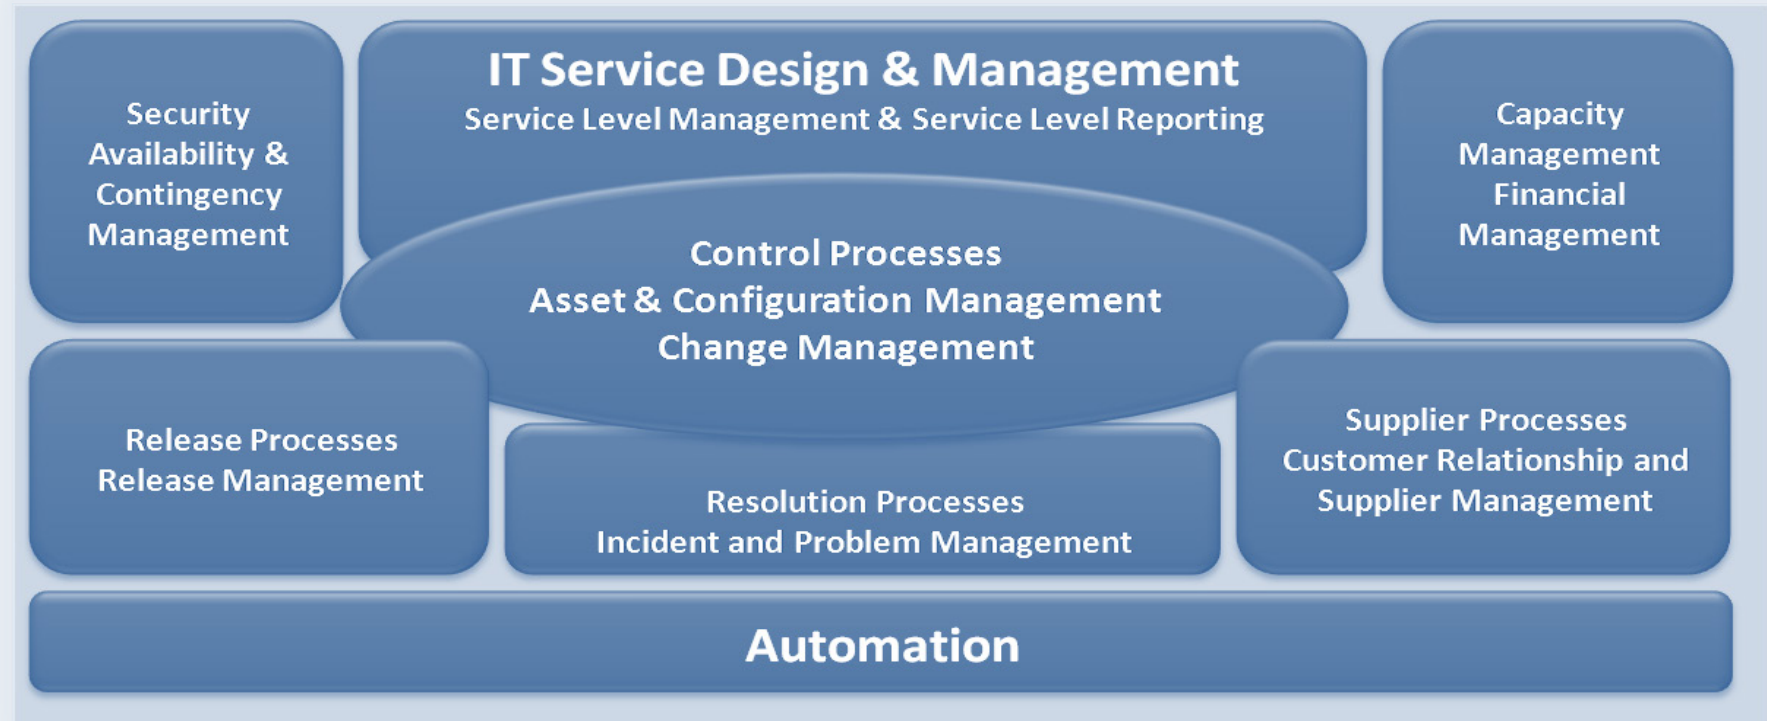 Security
Availability &
Contingency
Management
IT Service Design & Management
Service Level Management & Service Level Reporting
Capacity
Management
Financial
Management
Control Processes
Asset & Configuration Management
Change Management
Release Processes
Release Management
Resolution Processes
Incident and Problem Management
Supplier Processes
Customer Relationship and
Supplier Management
Automation